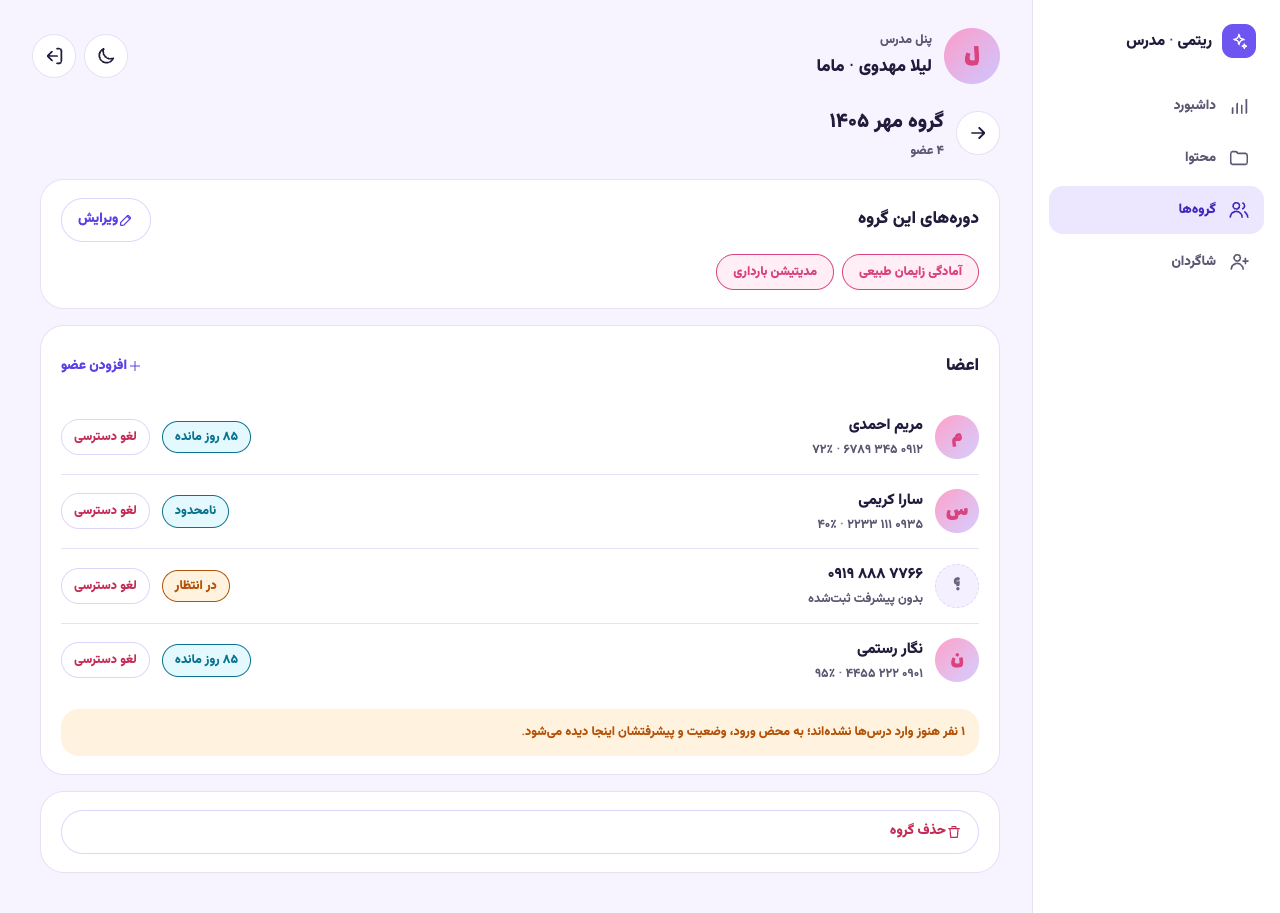 ریتمی · مدرس
داشبورد
محتوا
گروه‌ها
شاگردان
ل
پنل مدرس
لیلا مهدوی · ماما
گروه مهر ۱۴۰۵
۴ عضو
دوره‌های این گروه
ویرایش
آمادگی زایمان طبیعی
مدیتیشن بارداری
اعضا
افزودن عضو
م
مریم احمدی
۰۹۱۲ ۳۴۵ ۶۷۸۹ · ۷۲٪
۸۵ روز مانده
لغو دسترسی
س
سارا کریمی
۰۹۳۵ ۱۱۱ ۲۲۳۳ · ۴۰٪
نامحدود
لغو دسترسی
؟
۰۹۱۹ ۸۸۸ ۷۷۶۶
بدون پیشرفت ثبت‌شده
در انتظار
لغو دسترسی
ن
نگار رستمی
۰۹۰۱ ۲۲۲ ۴۴۵۵ · ۹۵٪
۸۵ روز مانده
لغو دسترسی
۱ نفر هنوز وارد درس‌ها نشده‌اند؛ به محض ورود، وضعیت و پیشرفتشان اینجا دیده می‌شود.
حذف گروه